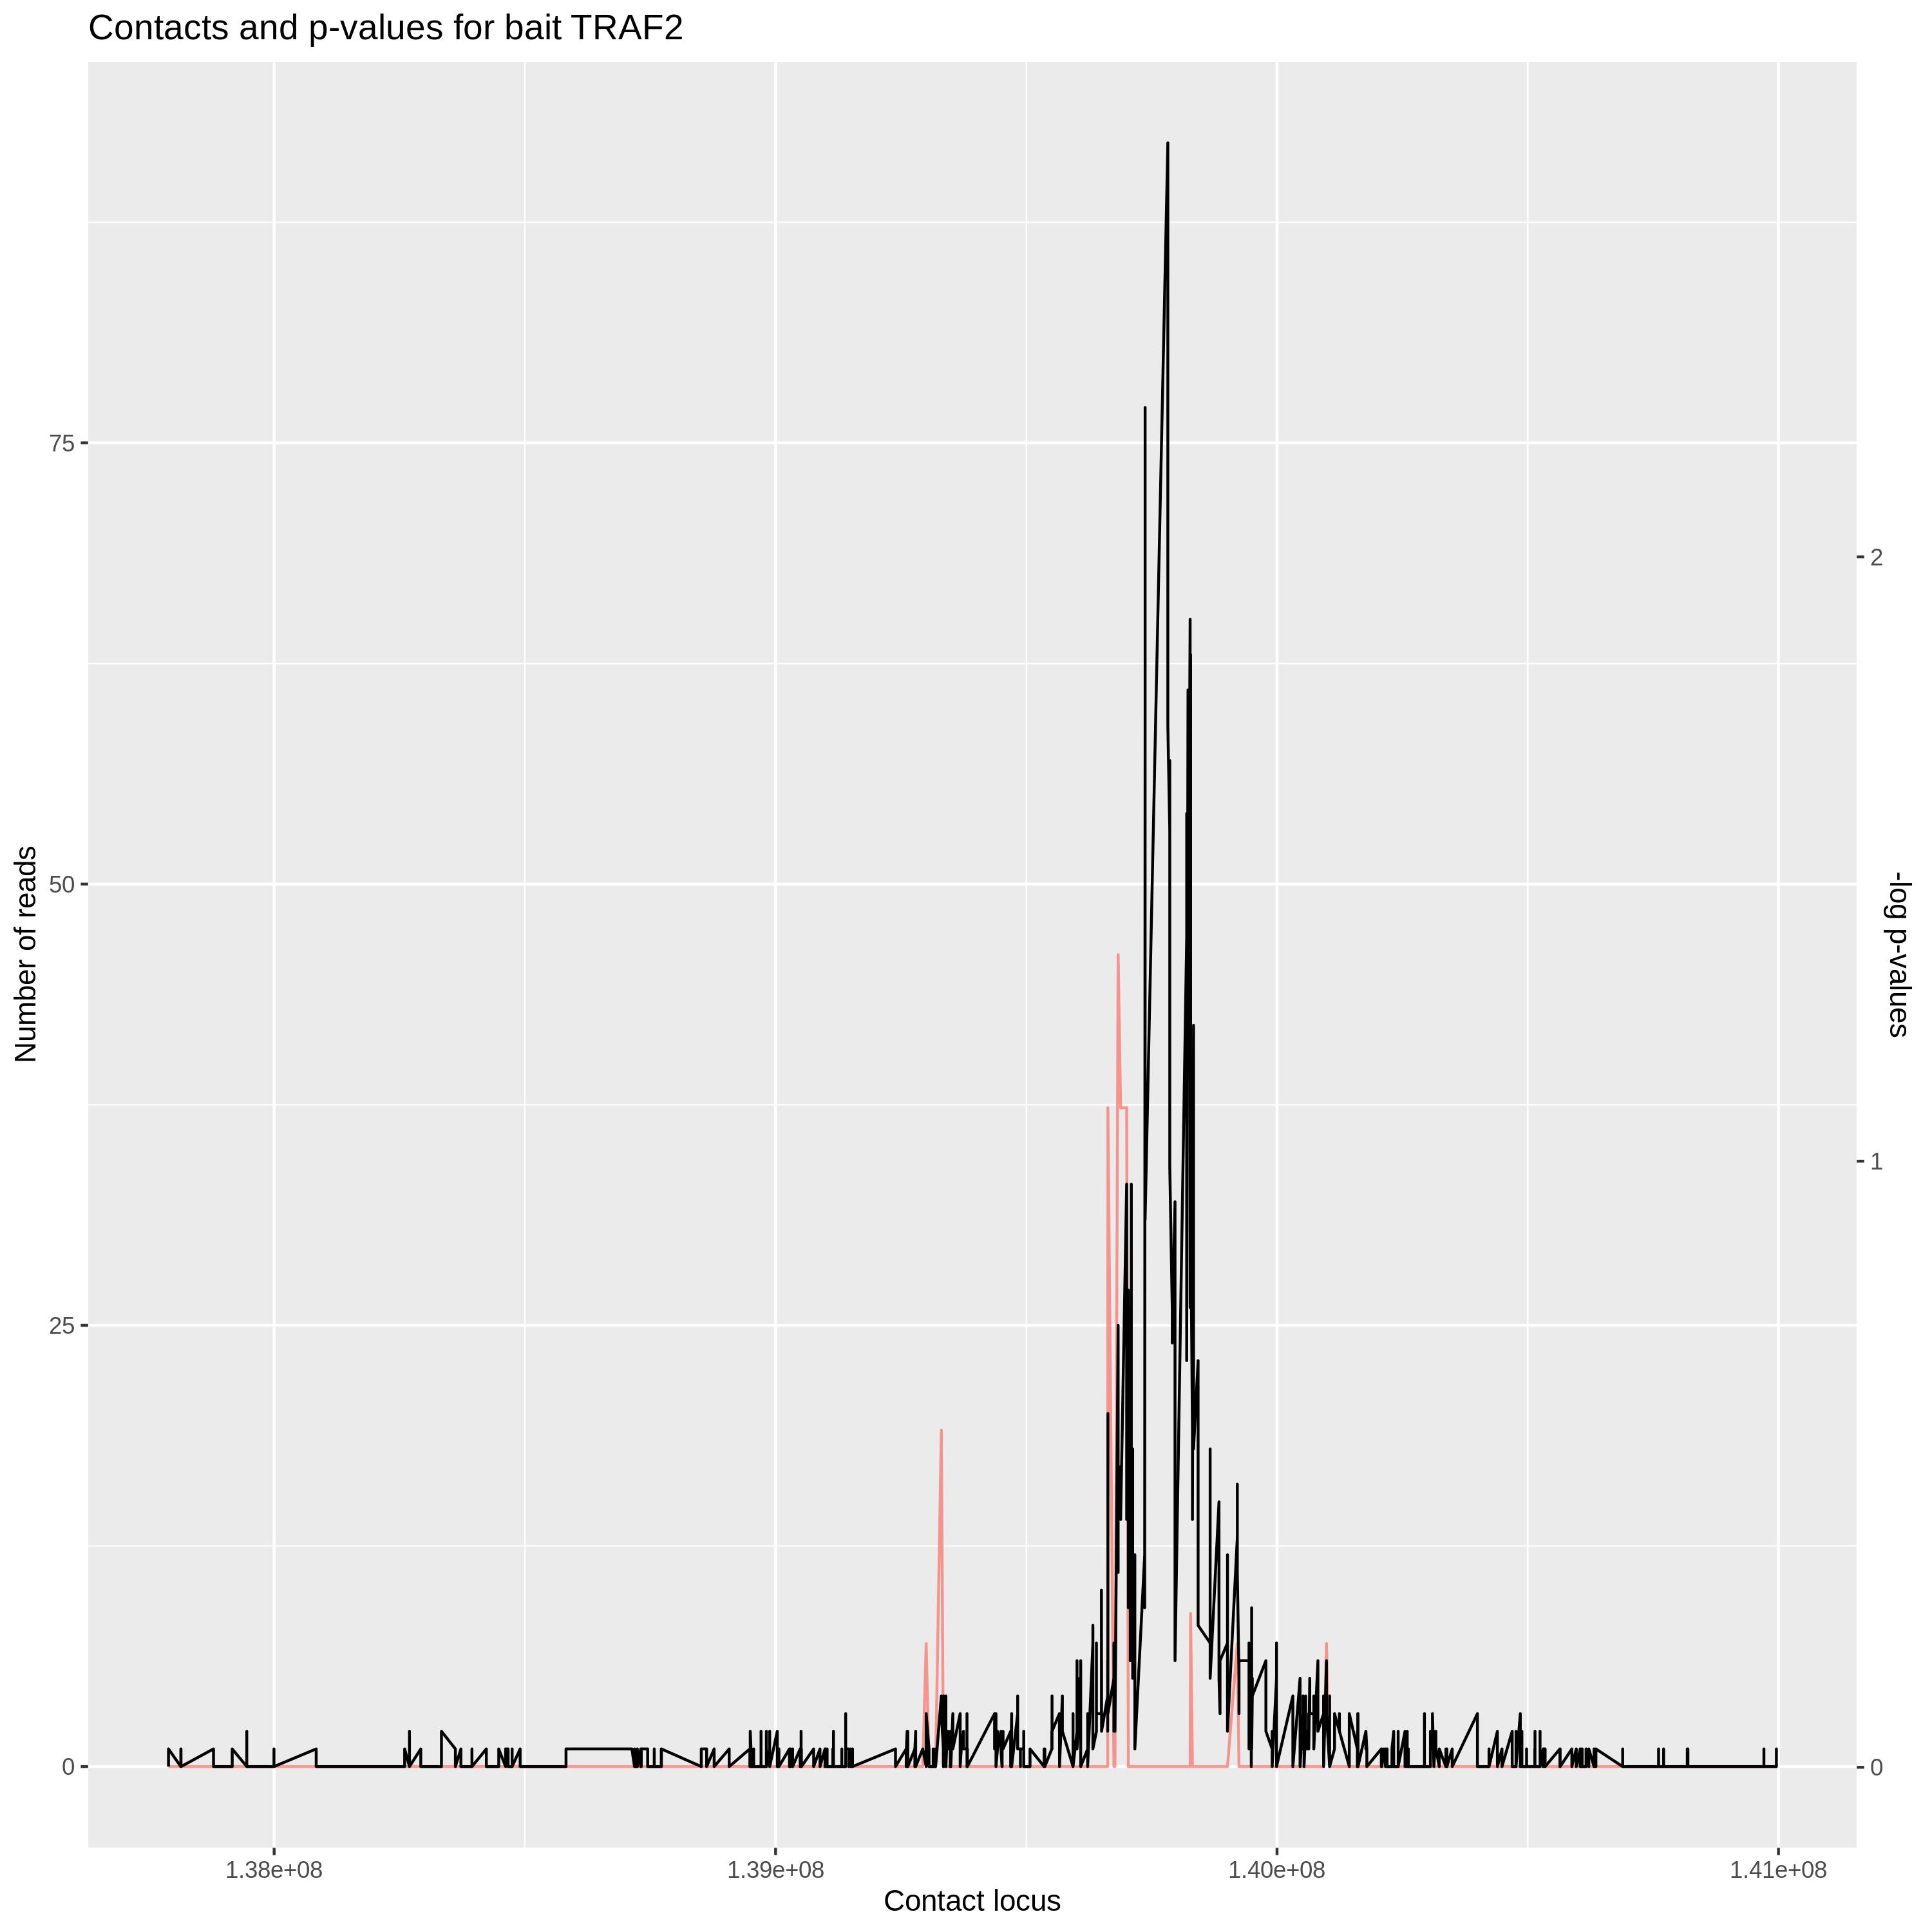 Contacts and p-values for bait TRAF2
Number of reads
75
50
25
0
2
1
0
-log p-values
1.38e+08
1.39e+08
1.40e+08
1.41e+08
Contact locus